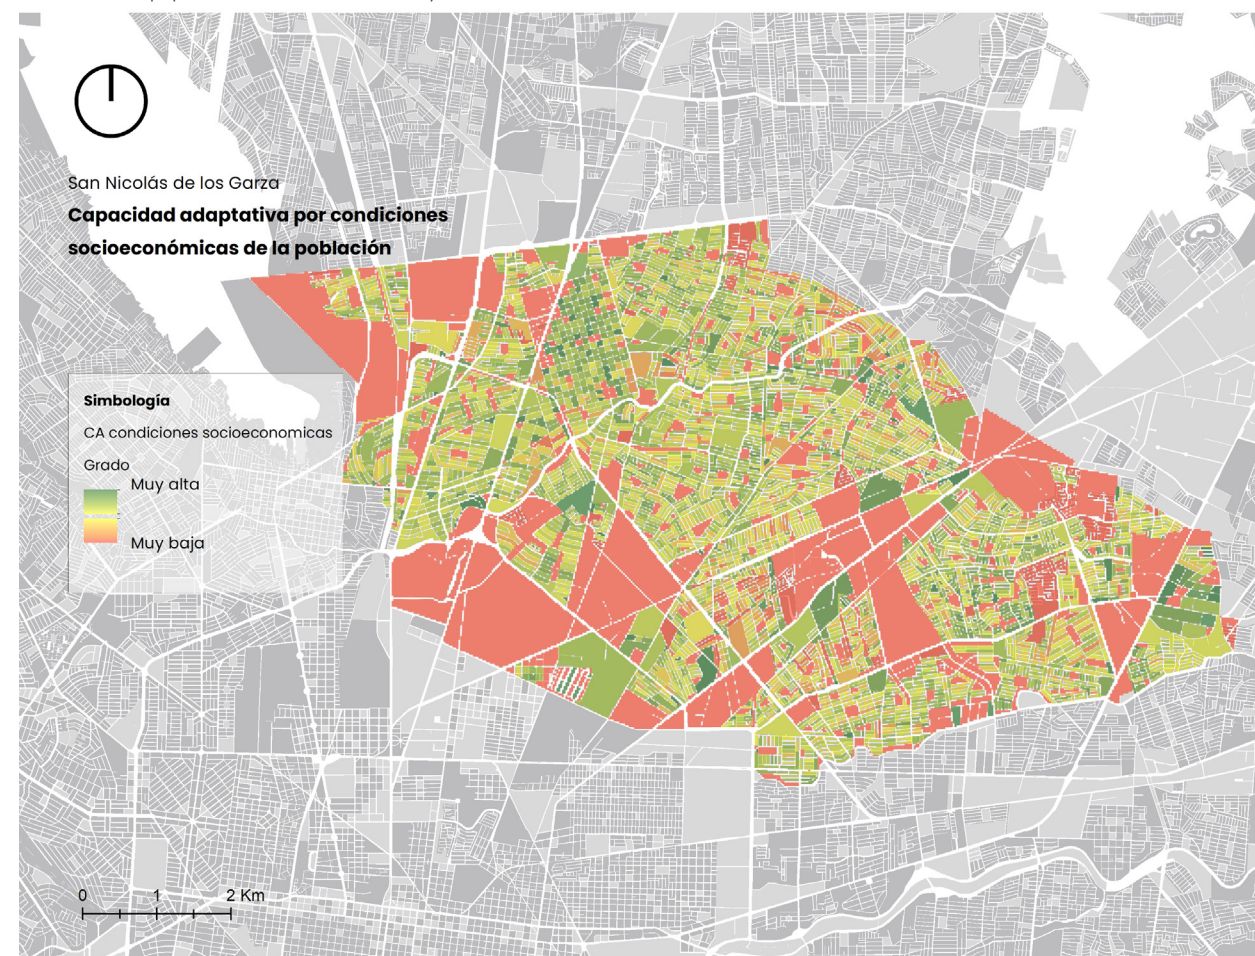 San Nicolás de los Garza
Capacidad adaptativa por condiciones
socioeconómicas de la población
Simbología
CA condiciones socioeconomicas
Grado
Muy alta
Muy baja
0 1 2 Km